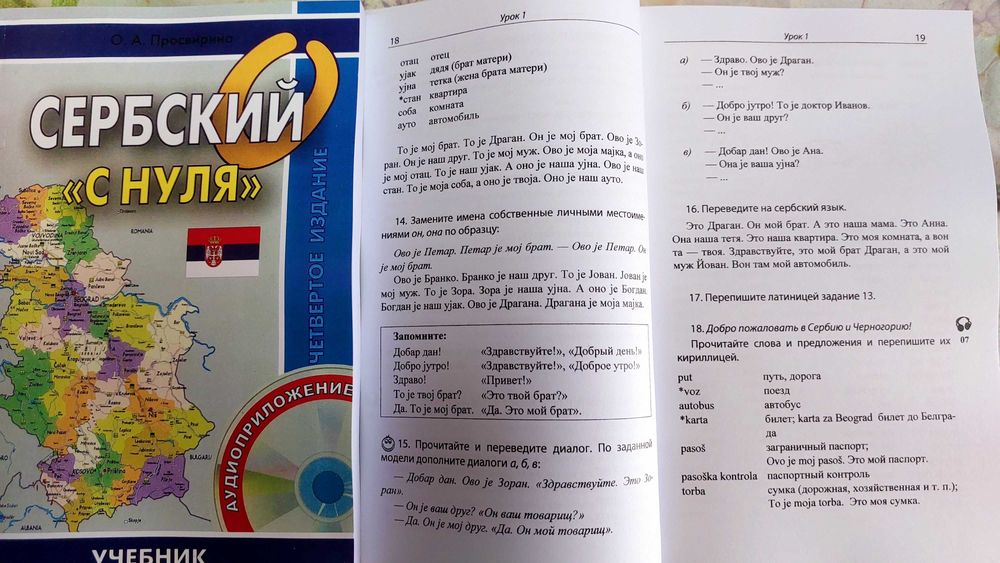 О. А. Просвирина
СЕРБСКИЙ
«С НУЛЯ»
ЧЕТВЕРТОЕ ИЗДАНИЕ
ROMANIA
VOJVODINA
BEOGRAD
KOSOVO
Priština
BULGARIA
ALBANIA
Skopje
АУДИОПРИЛОЖЕНИЕ
УЧЕБНИК
Урок 1
18
отац отец
ујак дядя (брат матери)
ујна тетка (жена брата матери)
*стан квартира
соба комната
ауто автомобиль
То је мој брат. То је Драган. Он је мој брат. Ово је Зо-
ран. Он је наш друг. То је мој муж. Ово је моја мајка, а оно
је мој отац. То је наш ујак. А оно је наша ујна. Ово је наш
стан. То је моја соба, а оно је твоја. Оно је наш ауто.
14. Замените имена собственные личными местоиме-
ниями он, она по образцу:
Ово је Петар. Петар је мој брат. — Ово је Петар. Он
је мој брат.
Ово је Бранко. Бранко је наш друг. То је Јован. Јован је
мој муж. То је Зора. Зора је наша ујна. А оно је Богдан.
Богдан је наш ујак. Ово је Драгана. Драгана је моја мајка.
Запомните:
Добар дан! «Здравствуйте!», «Добрый день!»
Добро јутро! «Здравствуйте!», «Доброе утро!»
Здраво! «Привет!»
То је твој брат? «Это твой брат?»
Да. То је мој брат. «Да. Это мой брат».
15. Прочитайте и переведите диалог. По заданной
модели дополните диалоги а, б, в:
— Добар дан. Ово је Зоран. «Здравствуйте. Это Зо-
ран».
— Он је ваш друг? «Он ваш товарищ?»
— Да. Он је мој друг. «Да. Он мой товарищ».
Урок 1
19
а) — Здраво. Ово је Драган.
— Он је твој муж?
— ...
б) — Добро јутро! То је доктор Иванов.
— Он је ваш друг?
— ...
в) — Добар дан! Ово је Ана.
— Она је ваша ујна?
— ...
16. Переведите на сербский язык.
Это Драган. Он мой брат. А это наша мама. Это Анна.
Она наша тетя. Это наша квартира. Это моя комната, а вон
та — твоя. Здравствуйте, это мой брат Драган, а это мой
муж Йован. Вон там мой автомобиль.
17. Перепишите латиницей задание 13.
18. Добро пожаловать в Сербию и Черногорию!
Прочитайте слова и предложения и перепишите их 07
кириллицей.
put путь, дорога
*voz поезд
autobus автобус
*karta билет; karta za Beograd билет до Белгра-
да
pasoš заграничный паспорт;
Ovo je moj pasoš. Это мой паспорт.
pasoška kontrola паспортный контроль
torba сумка (дорожная, хозяйственная и т. п.);
To je moja torba. Это моя сумка.